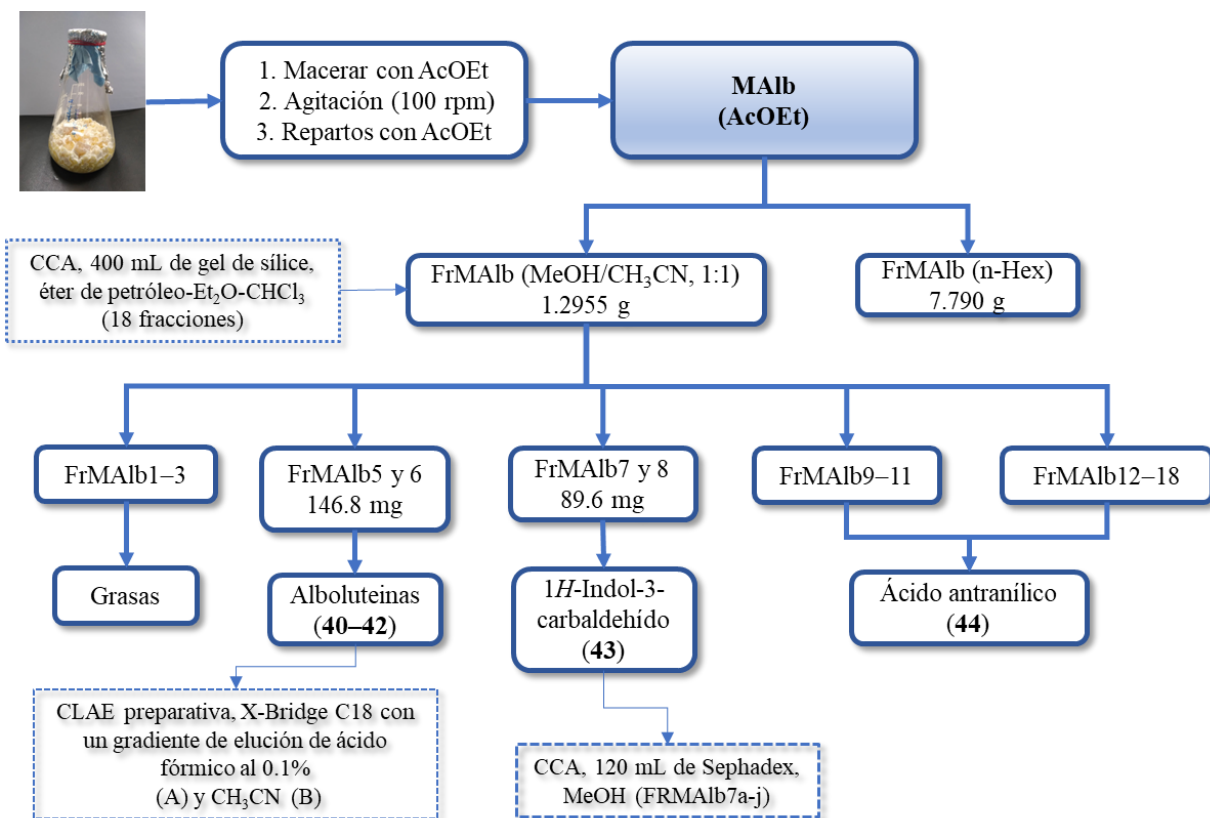 1. Macerar con AcOEt
2. Agitación (100 rpm)
3. Repartos con AcOEt
MAlb
(AcOEt)
CCA, 400 mL de gel de sílice,
éter de petróleo-Et₂O-CHCl₃
(18 fracciones)
FrMAlb (MeOH/CH₃CN, 1:1)
1.2955 g
FrMAlb (n-Hex)
7.790 g
FrMAlb1–3
FrMAlb5 y 6
146.8 mg
FrMAlb7 y 8
89.6 mg
FrMAlb9–11
FrMAlb12–18
Grasas
Alboluteinas
(40–42)
1H-Indol-3-
carbaldehído
(43)
Ácido antranílico
(44)
CLAE preparativa, X-Bridge C18 con
un gradiente de elución de ácido
fórmico al 0.1%
(A) y CH₃CN (B)
CCA, 120 mL de Sephadex,
MeOH (FRMAlb7a-j)